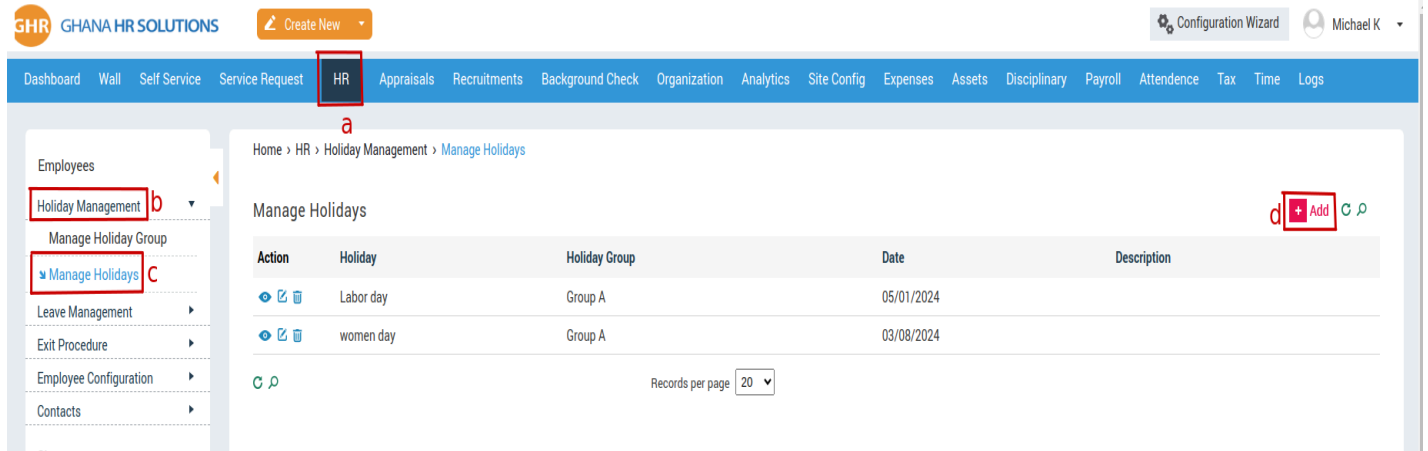 GHR GHANA HR SOLUTIONS Create New Configuration Wizard Michael K
Dashboard Wall Self Service Service Request HR Appraisals Recruitments Background Check Organization Analytics Site Config Expenses Assets Disciplinary Payroll Attendence Tax Time Logs
a
Home › HR › Holiday Management › Manage Holidays
Employees
Holiday Management b
Manage Holiday Group
Manage Holidays c
Leave Management
Exit Procedure
Employee Configuration
Contacts
Manage Holidays d + Add
Action Holiday Holiday Group Date Description
Labor day Group A 05/01/2024
women day Group A 03/08/2024
Records per page 20